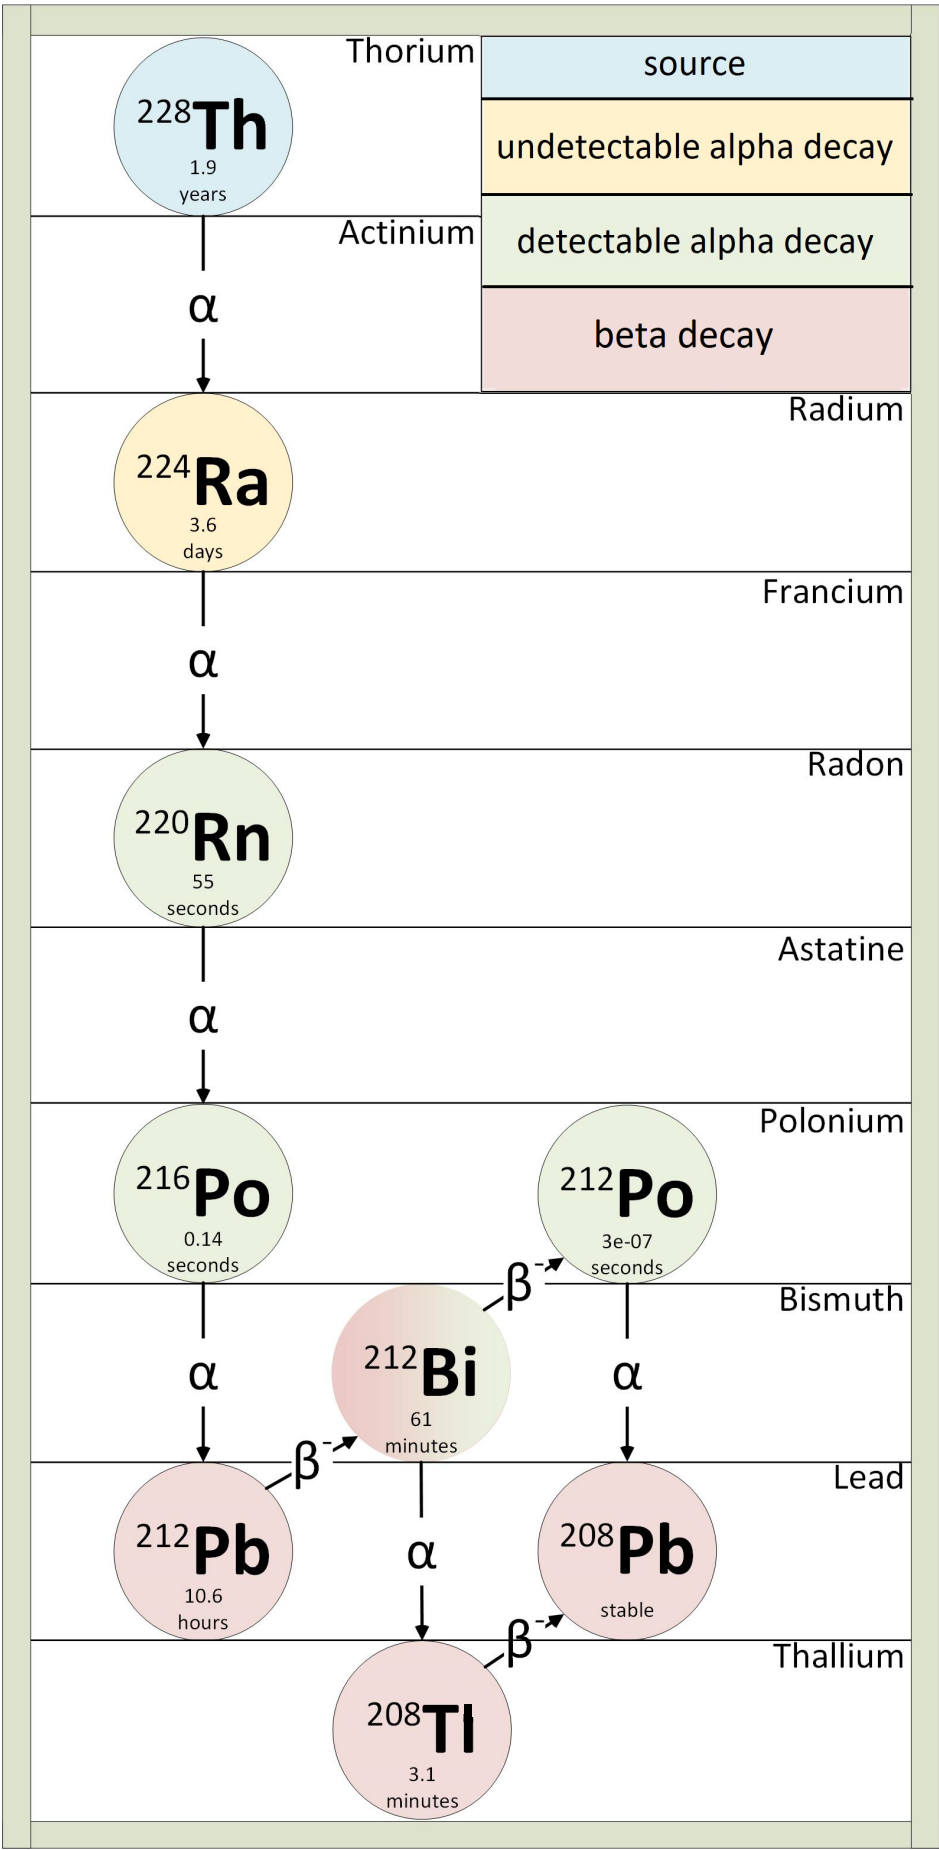 Thorium
source
²²⁸Th
1.9
years
undetectable alpha decay
Actinium
detectable alpha decay
α
beta decay
Radium
²²⁴Ra
3.6
days
Francium
α
Radon
²²⁰Rn
55
seconds
Astatine
α
Polonium
²¹⁶Po
0.14
seconds
²¹²Po
3e-07
seconds
β⁻
Bismuth
α
²¹²Bi
61
minutes
α
β⁻
Lead
²¹²Pb
10.6
hours
α
²⁰⁸Pb
stable
β⁻
Thallium
²⁰⁸Tl
3.1
minutes